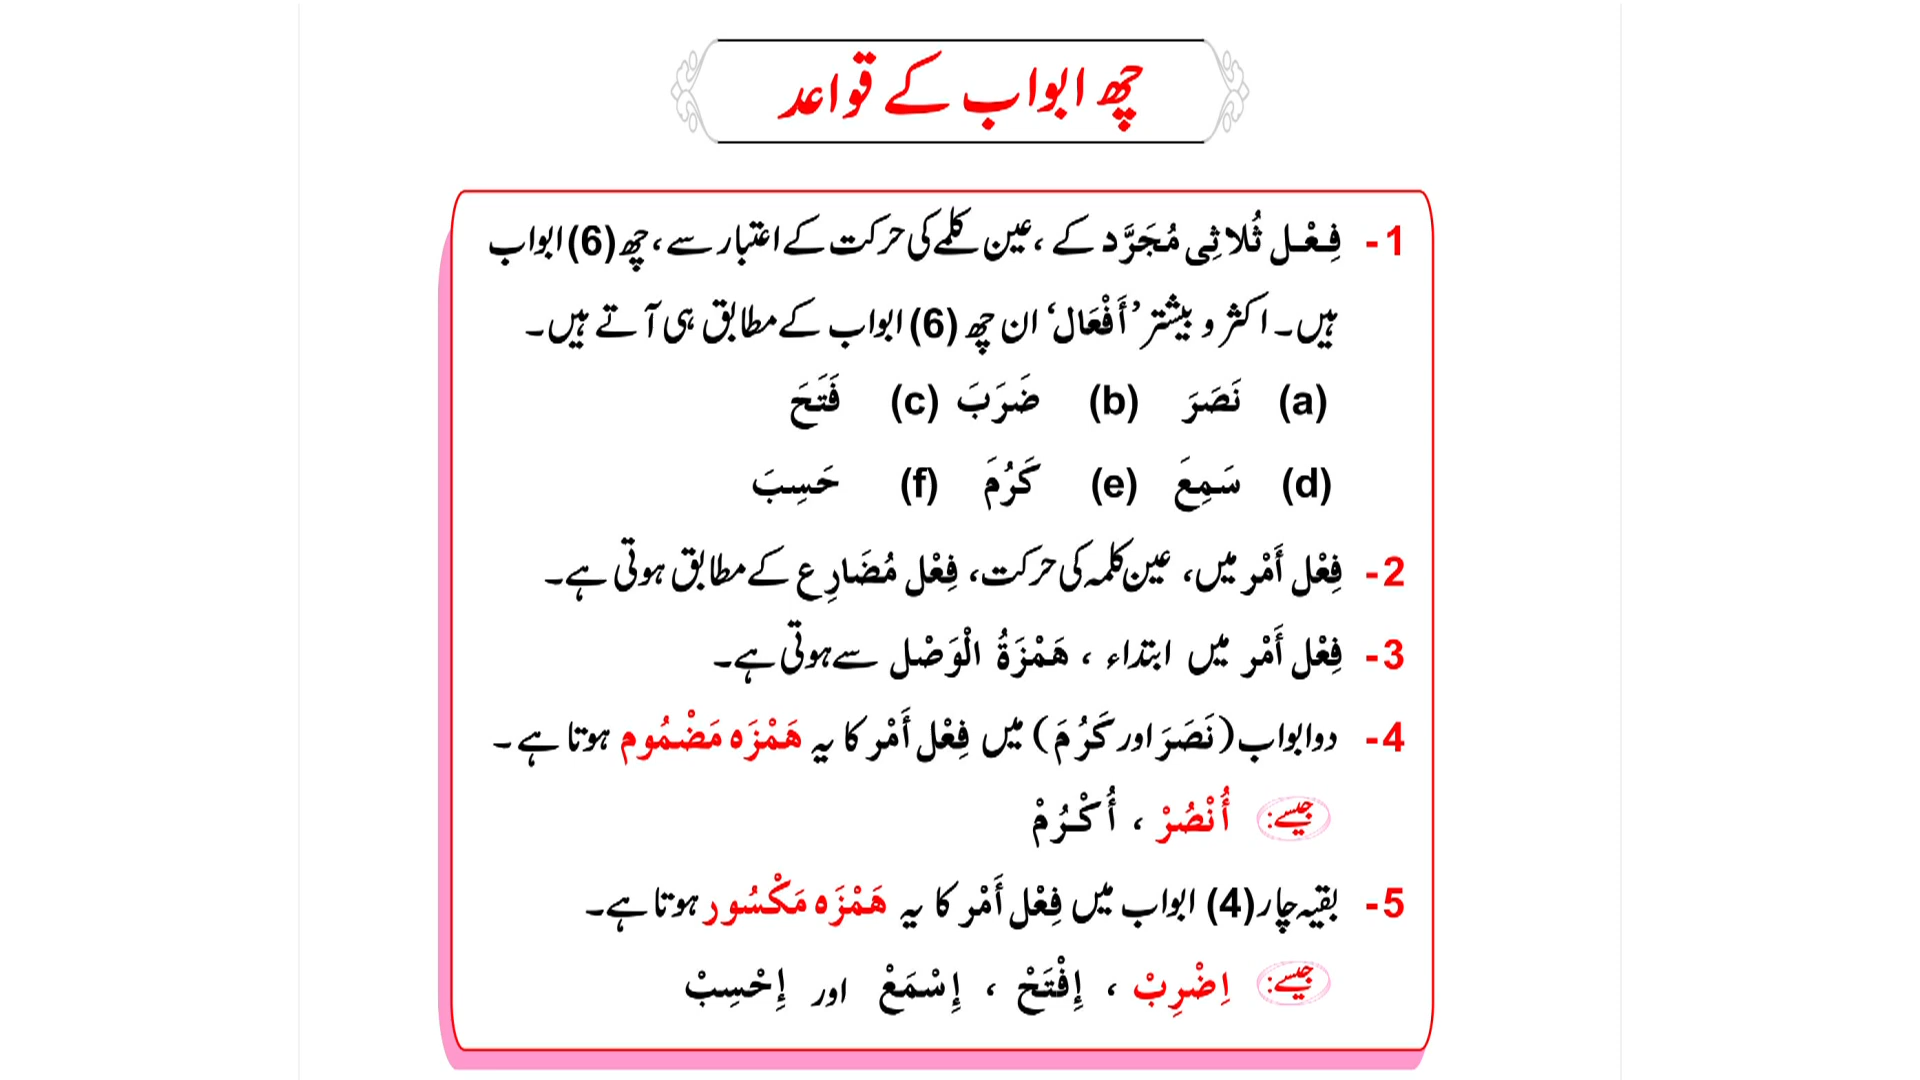 چھ ابواب کے قواعد
1- فِعْل ثُلاثِی مُجَرَّد کے ، عین کلمے کی حرکت کے اعتبار سے ، چھ (6) ابواب
ہیں۔ اکثر و بیشتر ’أَفْعَال‘ ان چھ (6) ابواب کے مطابق ہی آتے ہیں۔
(a) نَصَرَ (b) ضَرَبَ (c) فَتَحَ
(d) سَمِعَ (e) كَرُمَ (f) حَسِبَ
2- فِعْل أَمْر میں، عین کلمہ کی حرکت، فِعْل مُضَارِع کے مطابق ہوتی ہے۔
3- فِعْل أَمْر میں ابتداء ، هَمْزَةُ الْوَصْل سے ہوتی ہے۔
4- دو ابواب (نَصَرَ اور كَرُمَ) میں فِعْل أَمْر کا یہ هَمْزَہ مَضْمُوم ہوتا ہے۔
جیسے: أُنْصُرْ ، أُكْرُمْ
5- بقیہ چار (4) ابواب میں فِعْل أَمْر کا یہ هَمْزَہ مَكْسُور ہوتا ہے۔
جیسے: اِضْرِبْ ، إِفْتَحْ ، إِسْمَعْ اور إِحْسِبْ